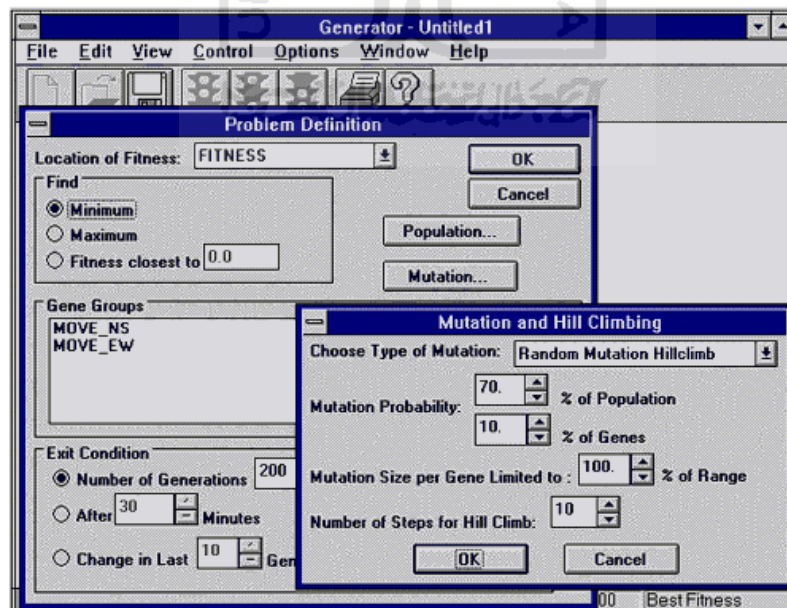 Generator - Untitled1
File Edit View Control Options Window Help
Problem Definition
Location of Fitness: FITNESS
OK
Cancel
Find
Minimum
Maximum
Fitness closest to 0.0
Population...
Mutation...
Gene Groups
MOVE_NS
MOVE_EW
Exit Condition
Number of Generations 200
After 30 Minutes
Change in Last 10 Gen
Mutation and Hill Climbing
Choose Type of Mutation: Random Mutation Hillclimb
Mutation Probability: 70. % of Population
10. % of Genes
Mutation Size per Gene Limited to : 100. % of Range
Number of Steps for Hill Climb: 10
OK Cancel
00 Best Fitness